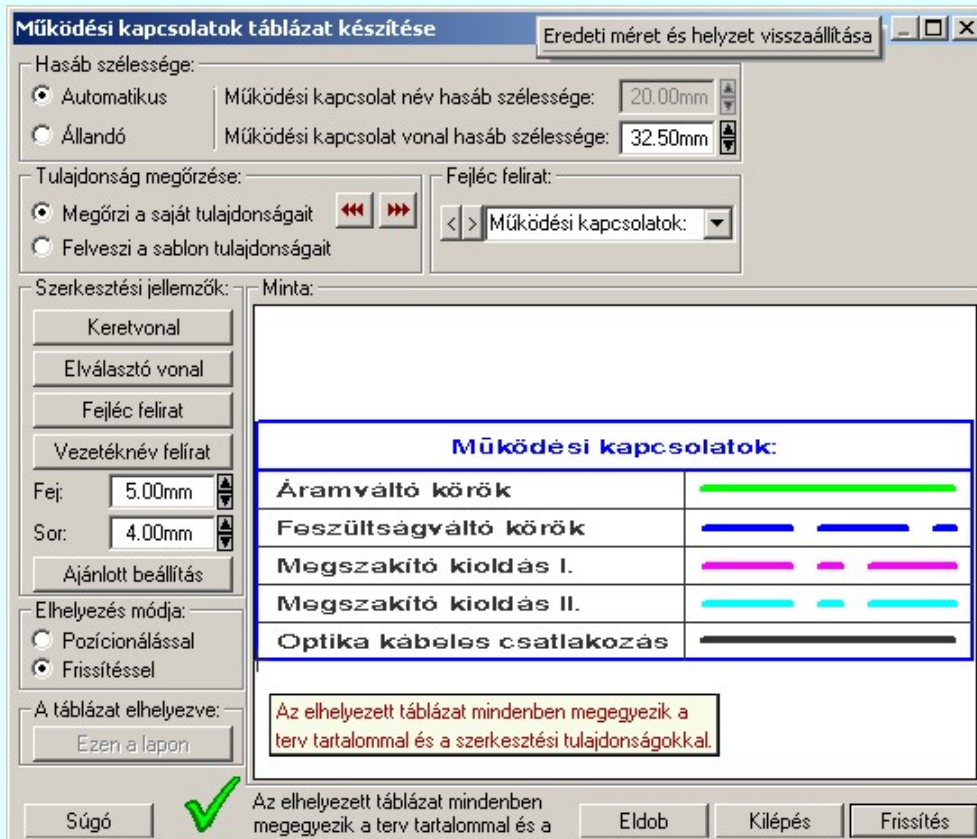 Működési kapcsolatok táblázat készítése
Eredeti méret és helyzet visszaállítása
Hasáb szélessége:
Automatikus
Működési kapcsolat név hasáb szélessége:
20.00mm
Állandó
Működési kapcsolat vonal hasáb szélessége:
32.50mm
Tulajdonság megőrzése:
Fejléc felirat:
Megőrzi a saját tulajdonságait
< > Működési kapcsolatok:
Felveszi a sablon tulajdonságait
Szerkesztési jellemzők:
Minta:
Keretvonal
Elválasztó vonal
Fejléc felirat
Vezetéknév felírat
Fej: 5.00mm
Sor: 4.00mm
Ajánlott beállítás
Működési kapcsolatok:
Áramváltó körök
Feszültságváltó körök
Megszakító kioldás I.
Megszakító kioldás II.
Optika kábeles csatlakozás
Elhelyezés módja:
Pozícionálással
Frissítéssel
A táblázat elhelyezve:
Ezen a lapon
Az elhelyezett táblázat mindenben megegyezik a
terv tartalommal és a szerkesztési tulajdonságokkal.
Súgó
Az elhelyezett táblázat mindenben
megegyezik a terv tartalommal és a
Eldob
Kilépés
Frissítés